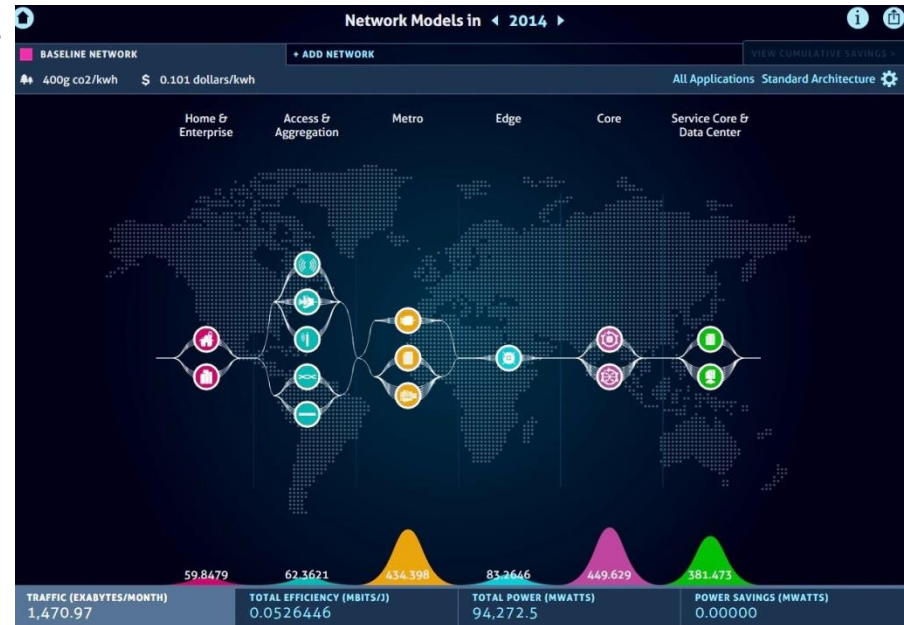 Network Models in 2014
BASELINE NETWORK
+ ADD NETWORK
VIEW CUMULATIVE SAVINGS >
400g co2/kwh
$ 0.101 dollars/kwh
All Applications Standard Architecture
Home &
Enterprise
Access &
Aggregation
Metro
Edge
Core
Service Core &
Data Center
59.8479
62.3621
434.398
83.2646
449.629
381.473
TRAFFIC (EXABYTES/MONTH)
1,470.97
TOTAL EFFICIENCY (MBITS/J)
0.0526446
TOTAL POWER (MWATTS)
94,272.5
POWER SAVINGS (MWATTS)
0.00000